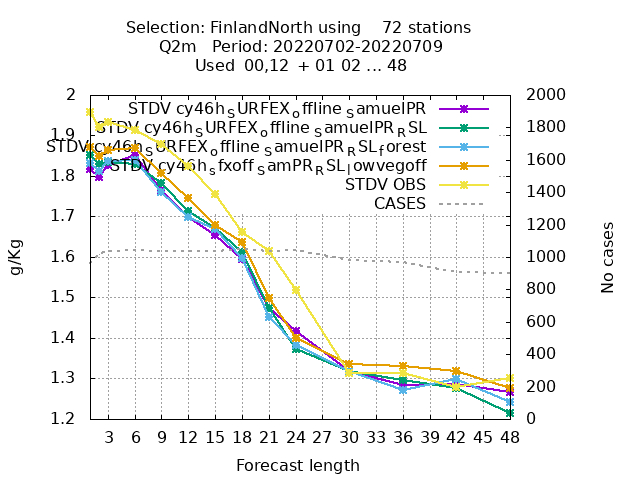 Selection: FinlandNorth using 72 stations
Q2m Period: 20220702-20220709
Used 00,12 + 01 02 ... 48
2
1.9
1.8
1.7
1.6
1.5
1.4
1.3
1.2
g/Kg
STDV cy46h_SURFEX_offline_samuelPR
STDV cy46h_SURFEX_offline_samuelPR_RSL
STDV cy46h_SURFEX_offline_samuelPR_RSL_forest
STDV cy46h_sfxoff_SamPR_RSL_lowvegoff
STDV OBS
CASES
2000
1800
1600
1400
1200
1000
800
600
400
200
0
No cases
3 6 9 12 15 18 21 24 27 30 33 36 39 42 45 48
Forecast length